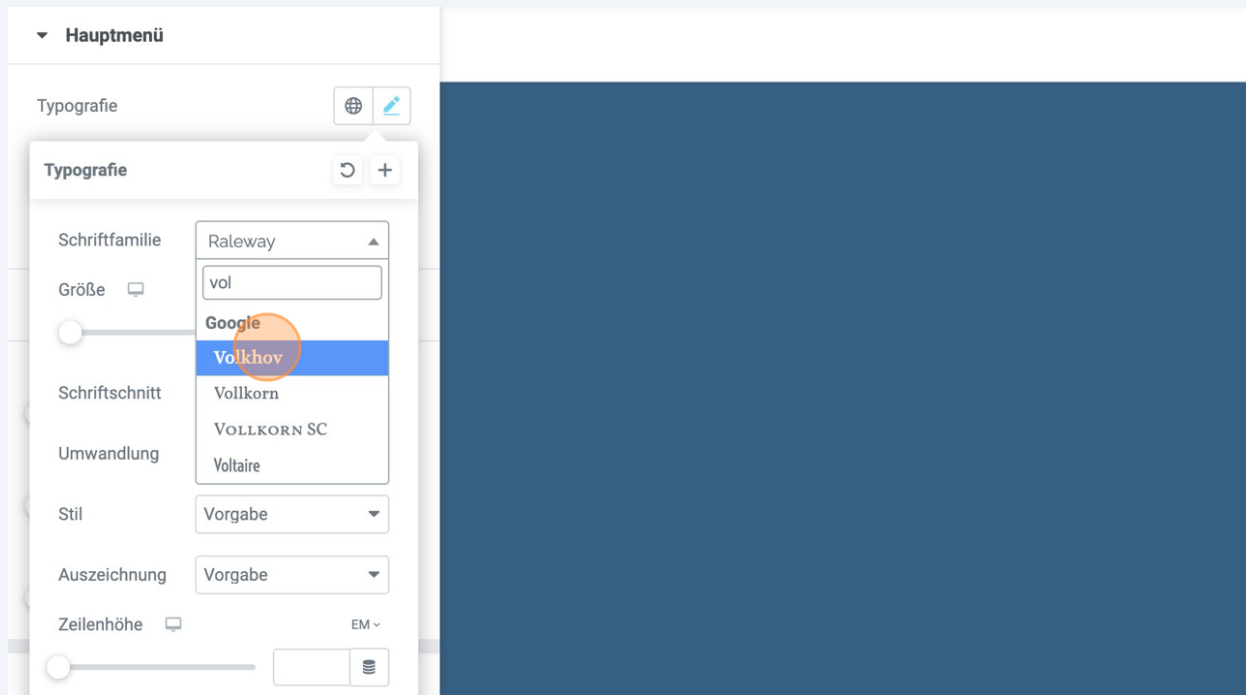 Hauptmenü
Typografie
Typografie
Schriftfamilie Raleway
vol
Größe
Google
Volkhov
Schriftschnitt Vollkorn
VOLLKORN SC
Umwandlung
Voltaire
Stil Vorgabe
Auszeichnung Vorgabe
Zeilenhöhe EM